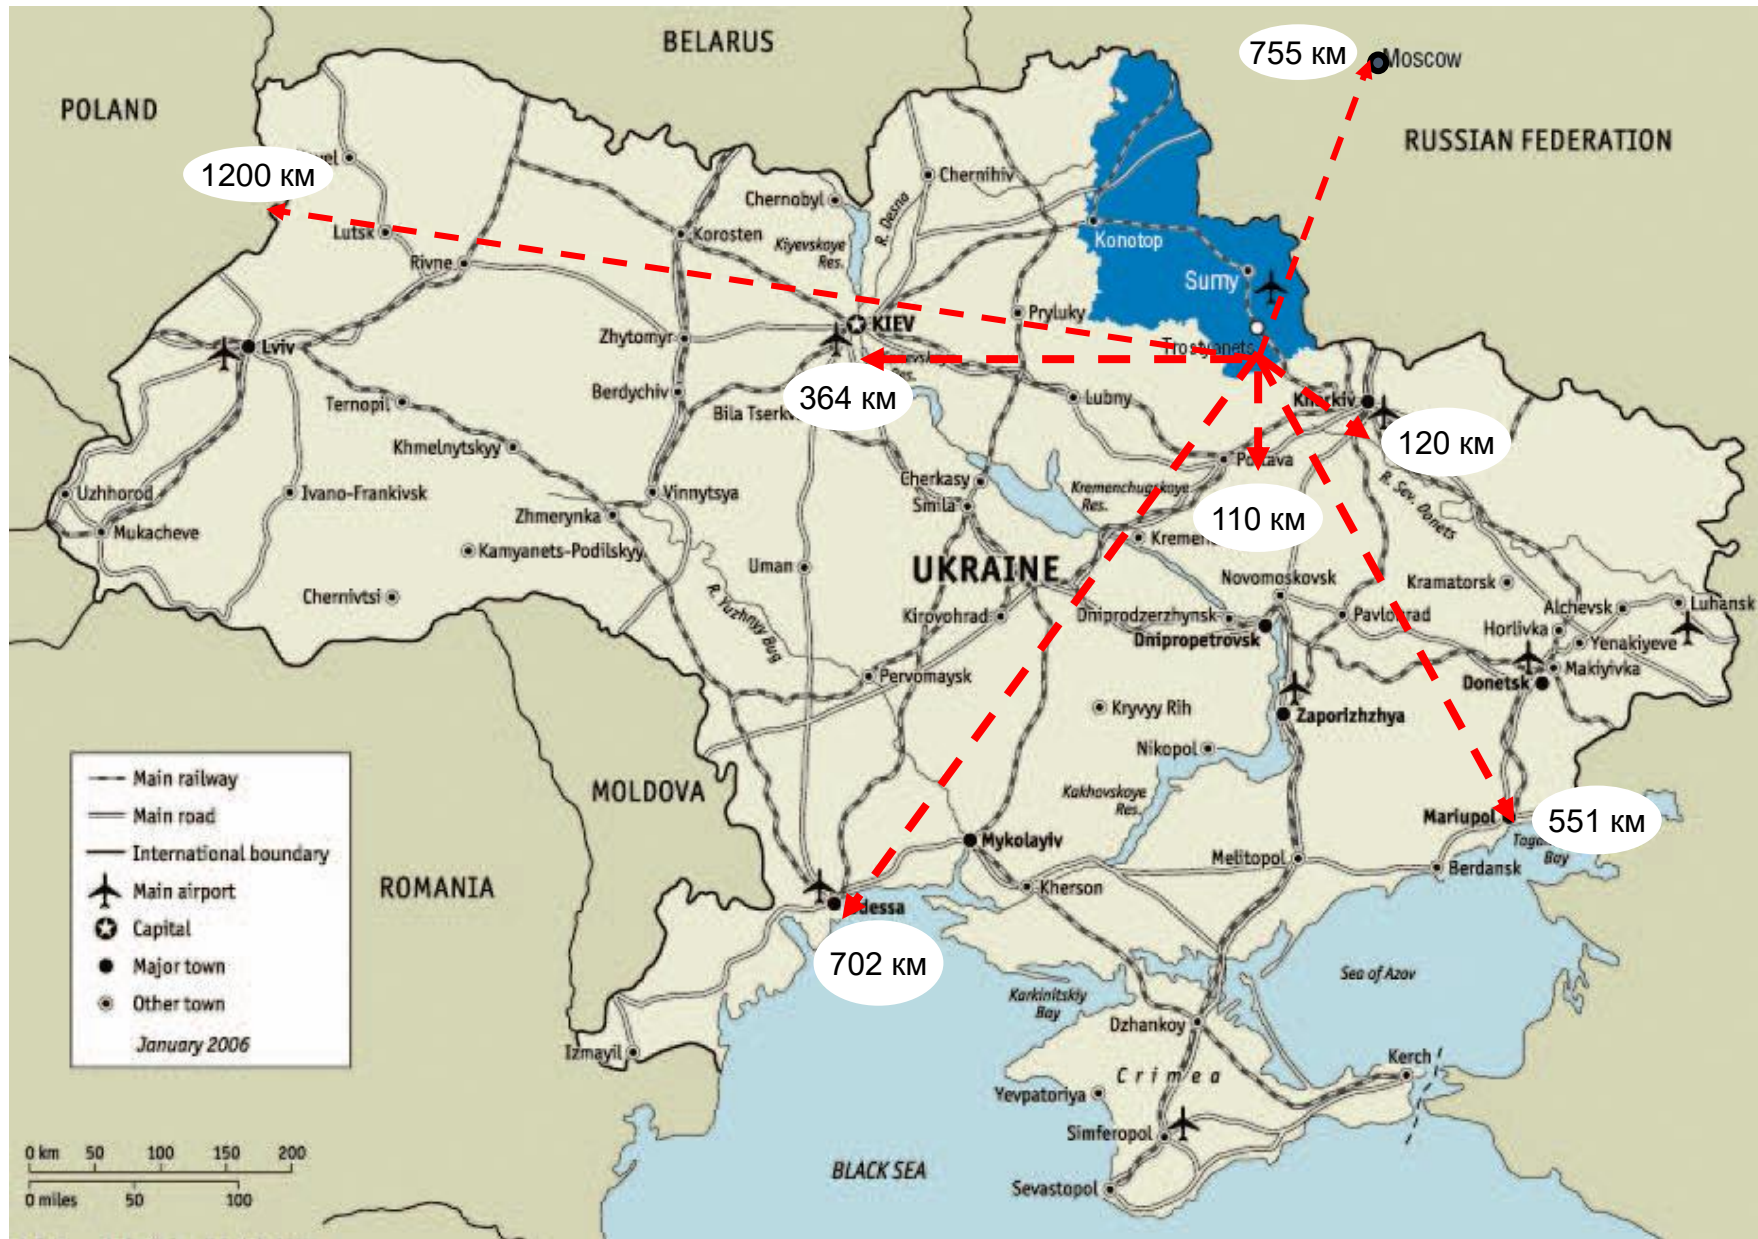 BELARUS
755 км
Moscow
POLAND
RUSSIAN FEDERATION
1200 км
Chernihiv
Chernobyl
R. Desna
Lutsk
Korosten
Kiyevskoye
Res.
Konotop
Rivne
Sumy
Pryluky
KIEV
Zhytomyr
Lviv
Trostyanets
364 км
Berdychiv
Lubny
Kharkiv
Ternopil
Bila Tserkv
120 км
Khmelnytskyy
Poltava
Cherkasy
Kremenchugskoye
Res.
R. Sev. Donets
Uzhhorod
Ivano-Frankivsk
Vinnytsya
Smila
110 км
Zhmerynka
Mukacheve
Kremen
Kamyanets-Podilskyy
UKRAINE
Uman
Novomoskovsk
Kramatorsk
R. Yuzhnyy Bug
Chernivtsi
Alchevsk
Luhansk
Kirovohrad
Dniprodzerzhynsk
Pavlohrad
Horlivka
Dnipropetrovsk
Yenakiyeve
Pervomaysk
Makiyivka
Donetsk
Kryvyy Rih
Zaporizhzhya
Nikopol
MOLDOVA
Kakhovskoye
Res.
Mariupol
551 км
Taga
Bay
Mykolayiv
Melitopol
Berdansk
ROMANIA
Kherson
Odessa
702 км
Sea of Azov
Karkinitskiy
Bay
Dzhankoy
Izmayil
Kerch
Crimea
Yevpatoriya
Simferopol
BLACK SEA
Sevastopol
Main railway
Main road
International boundary
Main airport
Capital
Major town
Other town
January 2006
0 km 50 100 150 200
0 miles 50 100